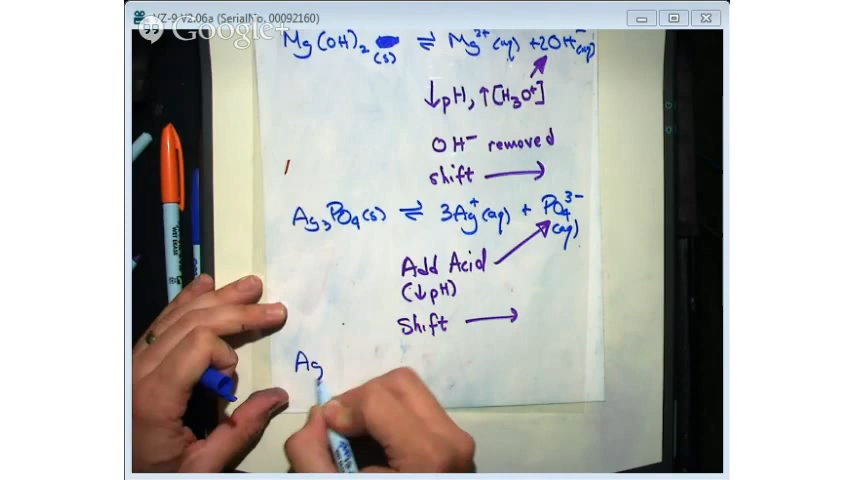 VZ-9 V2.06a (SerialNo. 00092160)
Google+
Mg(OH)₂ (s) ⇌ Mg²⁺(aq) + 2OH⁻(aq)
↓pH, ↑[H₃O⁺]
OH⁻ removed
shift →
Ag₃PO₄(s) ⇌ 3Ag⁺(aq) + PO₄³⁻(aq)
Add Acid
(↓pH)
Shift →
Ag